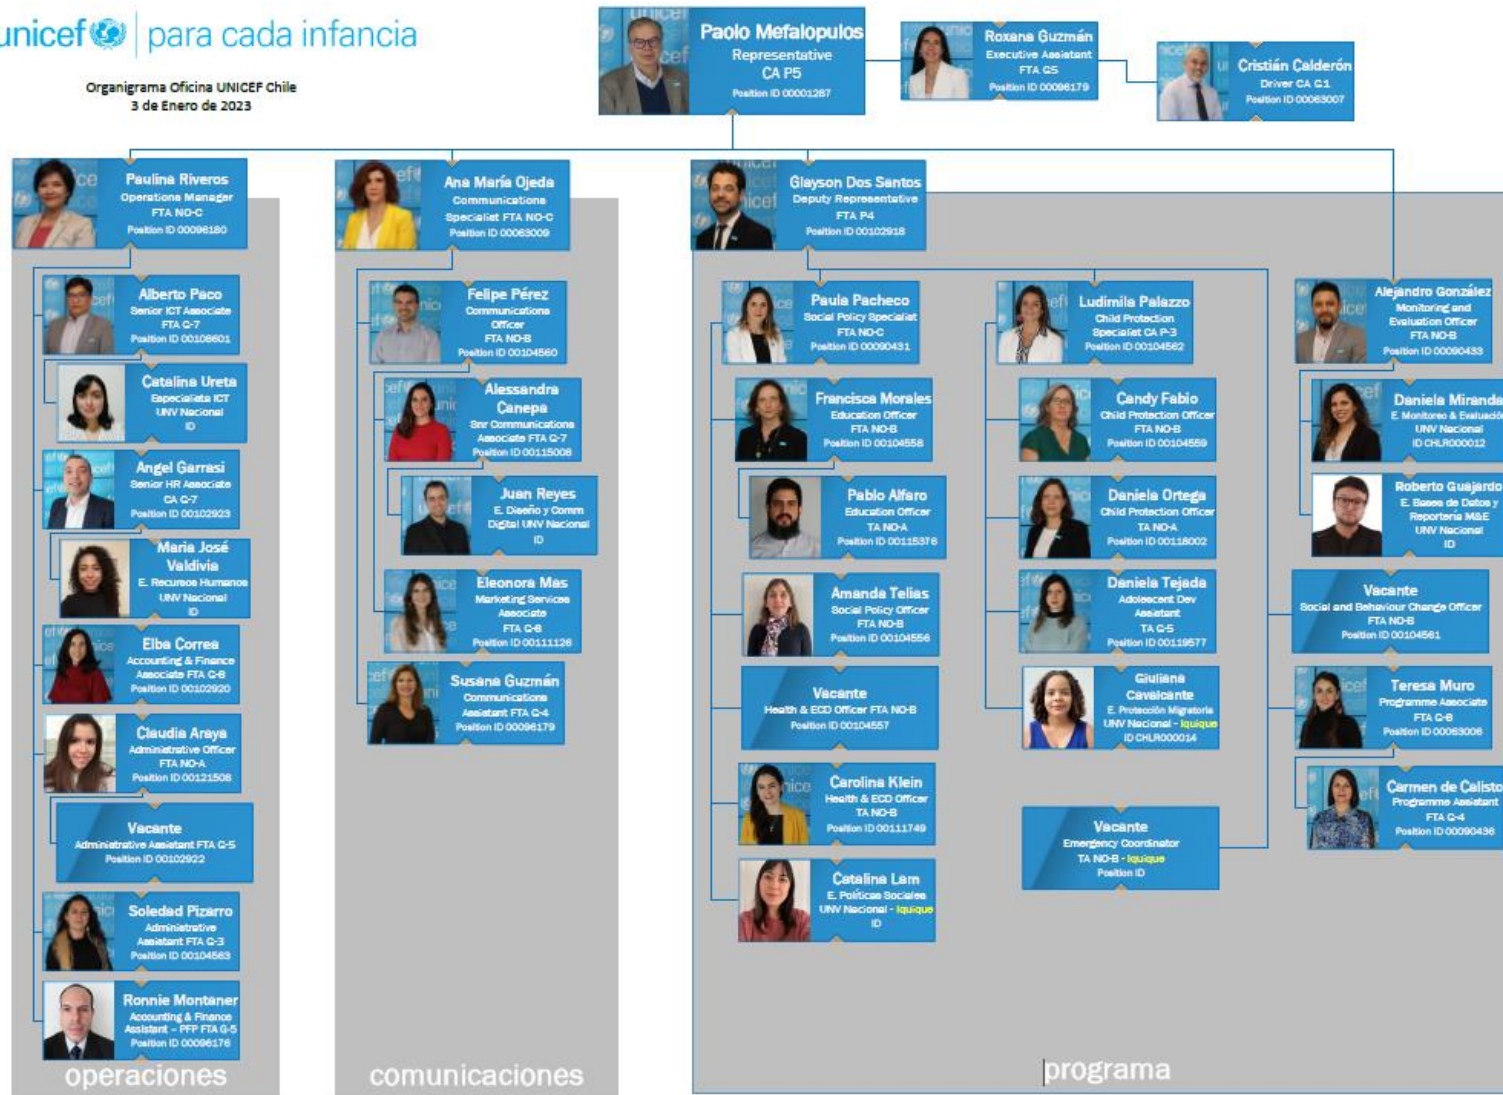 unicef para cada infancia
Organigrama Oficina UNICEF Chile
3 de Enero de 2023
Paolo Mefalopulos
Representative
CA P5
Position ID 00001287
Roxana Guzmán
Executive Assistant
FTA G5
Position ID 00096179
Cristián Calderón
Driver CA G1
Position ID 00063007
Paulina Riveros
Operations Manager
FTA NO-C
Position ID 00096180
Alberto Paco
Senior ICT Associate
FTA G-7
Position ID 00108601
Catalina Ureta
Especialista ICT
UNV Nacional
ID
Angel Garrasi
Senior HR Associate
CA G-7
Position ID 00102923
Maria José
Valdivia
E. Recursos Humanos
UNV Nacional
ID
Elba Correa
Accounting & Finance
Associate FTA G-6
Position ID 00102920
Claudia Araya
Administrative Officer
FTA NO-A
Position ID 00121508
Vacante
Administrative Assistant FTA G-5
Position ID 00102922
Soledad Pizarro
Administrative
Assistant FTA G-3
Position ID 00104563
Ronnie Montaner
Accounting & Finance
Assistant – PFP FTA G-5
Position ID 00096176
operaciones
Ana María Ojeda
Communications
Specialist FTA NO-C
Position ID 00063009
Felipe Pérez
Communications
Officer
FTA NO-B
Position ID 00104560
Alessandra
Canepa
Snr Communications
Associate FTA G-7
Position ID 00115008
Juan Reyes
E. Diseño y Comm
Digital UNV Nacional
ID
Eleonora Mas
Marketing Services
Associate
FTA G-6
Position ID 00111126
Susana Guzmán
Communications
Assistant FTA G-4
Position ID 00096179
comunicaciones
Glayson Dos Santos
Deputy Representative
FTA P4
Position ID 00102918
Paula Pacheco
Social Policy Specialist
FTA NO-C
Position ID 00090431
Francisca Morales
Education Officer
FTA NO-B
Position ID 00104558
Pablo Alfaro
Education Officer
TA NO-A
Position ID 00115376
Amanda Telias
Social Policy Officer
FTA NO-B
Position ID 00104556
Vacante
Health & ECD Officer FTA NO-B
Position ID 00104557
Carolina Klein
Health & ECD Officer
TA NO-B
Position ID 00111749
Catalina Lam
E. Políticas Sociales
UNV Nacional - Iquique
ID
Ludimila Palazzo
Child Protection
Specialist CA P-3
Position ID 00104562
Candy Fabio
Child Protection Officer
FTA NO-B
Position ID 00104559
Daniela Ortega
Child Protection Officer
TA NO-A
Position ID 00118002
Daniela Tejada
Adolescent Dev
Assistant
TA G-5
Position ID 00119577
Giuliana
Cavalcante
E. Protección Migratoria
UNV Nacional - Iquique
ID CHLR000014
Vacante
Emergency Coordinator
TA NO-B - Iquique
Position ID
Alejandro González
Monitoring and
Evaluation Officer
FTA NO-B
Position ID 00090433
Daniela Miranda
E. Monitoreo & Evaluació
UNV Nacional
ID CHLR000012
Roberto Guajardo
E. Bases de Datos y
Reportería M&E
UNV Nacional
ID
Vacante
Social and Behaviour Change Officer
FTA NO-B
Position ID 00104561
Teresa Muro
Programme Associate
FTA G-6
Position ID 00063006
Carmen de Calisto
Programme Assistant
FTA G-4
Position ID 00090436
programa